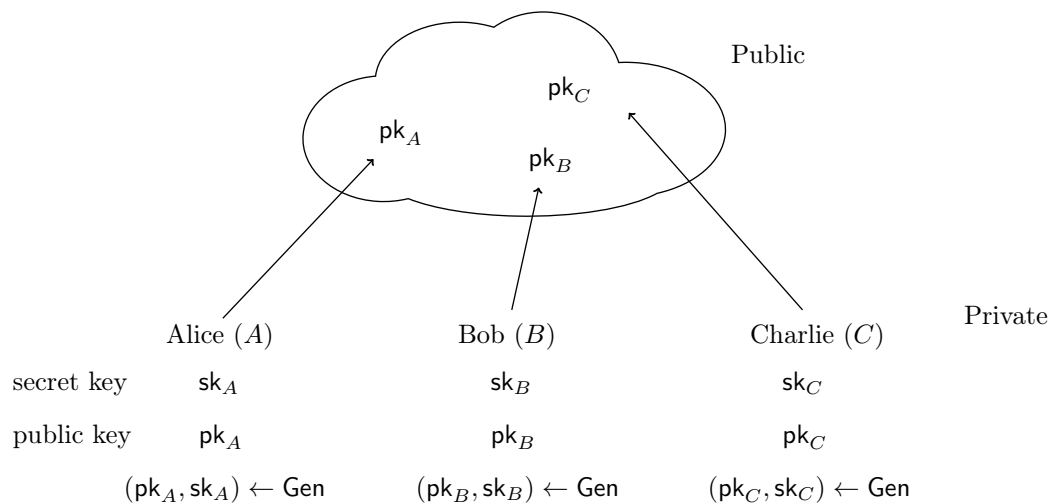 Public
pk_C
pk_A
pk_B
Private
Alice (A) Bob (B) Charlie (C)
secret key sk_A sk_B sk_C
public key pk_A pk_B pk_C
(pk_A, sk_A) ← Gen (pk_B, sk_B) ← Gen (pk_C, sk_C) ← Gen